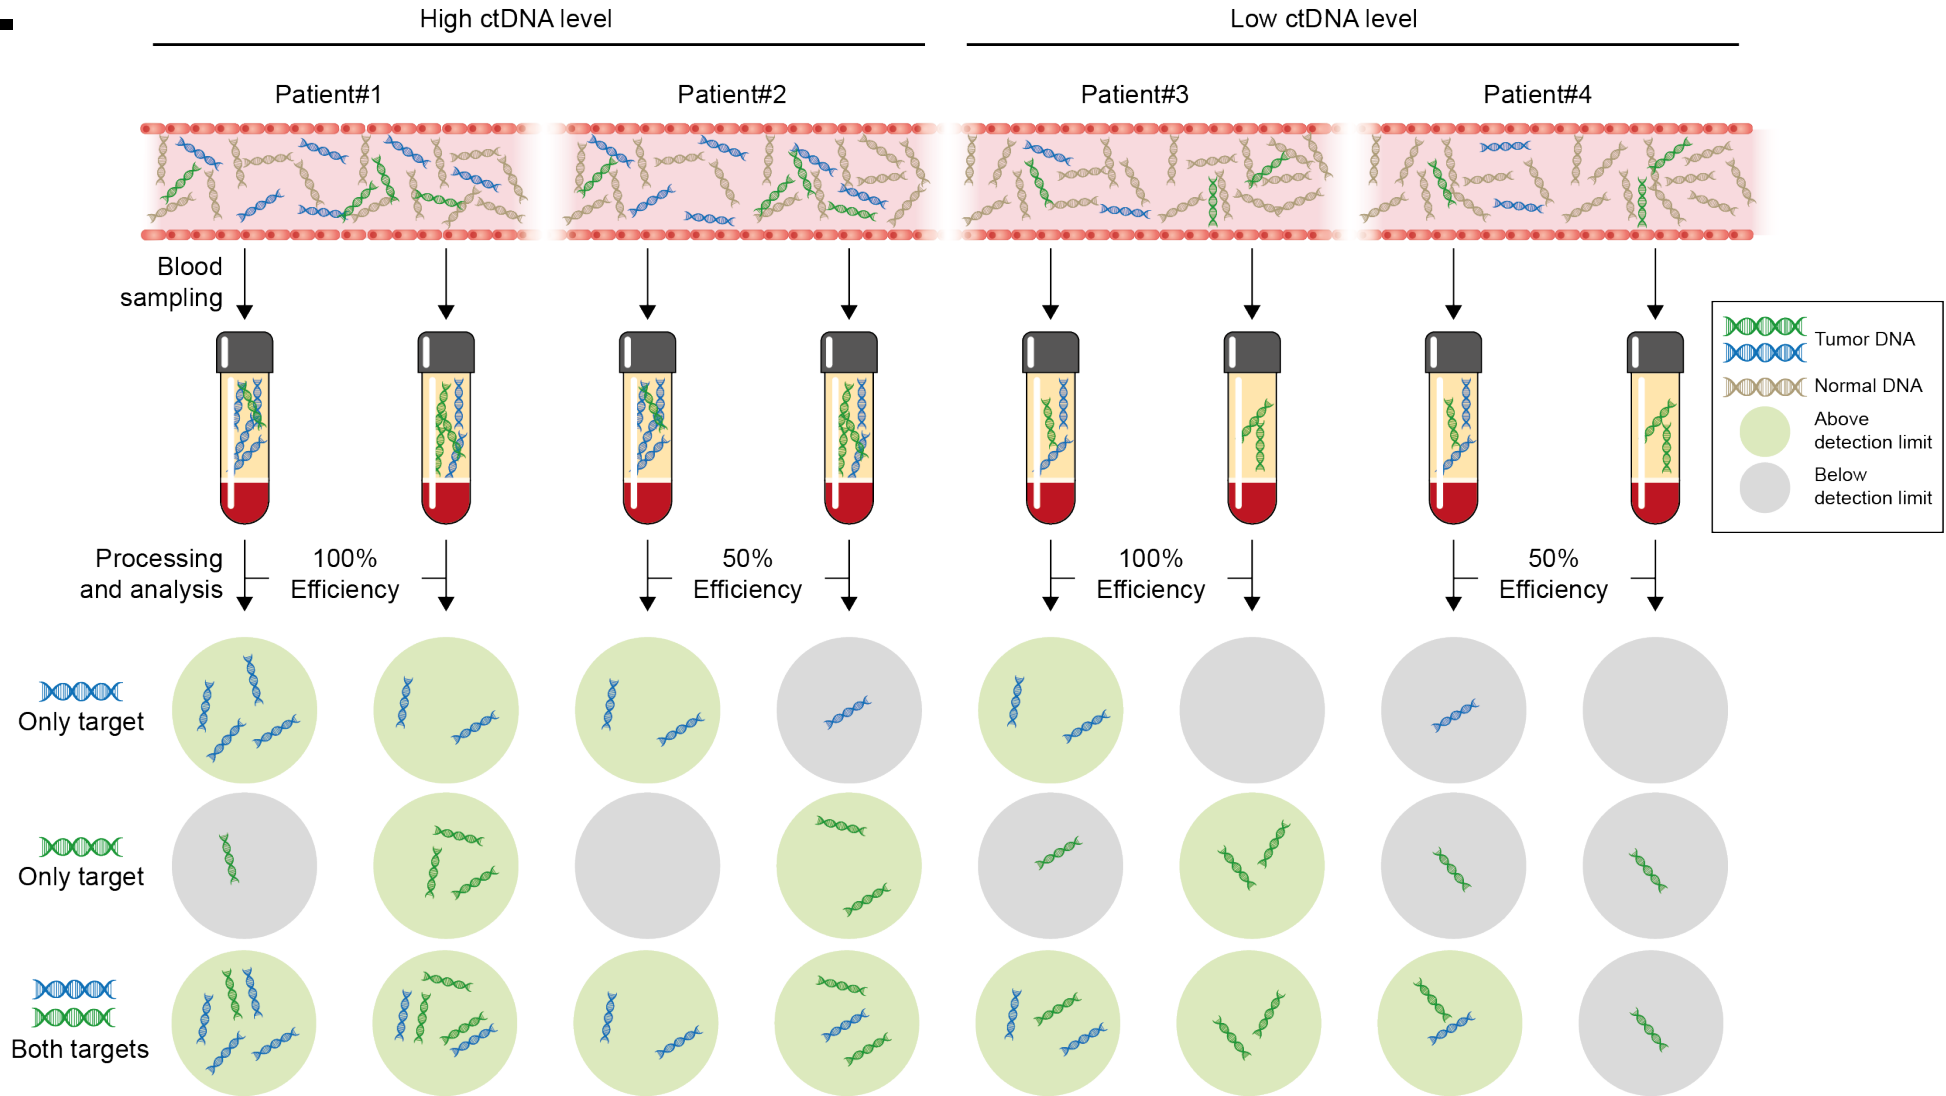 High ctDNA level
Low ctDNA level
Patient#1
Patient#2
Patient#3
Patient#4
Blood
sampling
Tumor DNA
Normal DNA
Above
detection limit
Below
detection limit
Processing
and analysis
100%
Efficiency
50%
Efficiency
100%
Efficiency
50%
Efficiency
Only target
Only target
Both targets